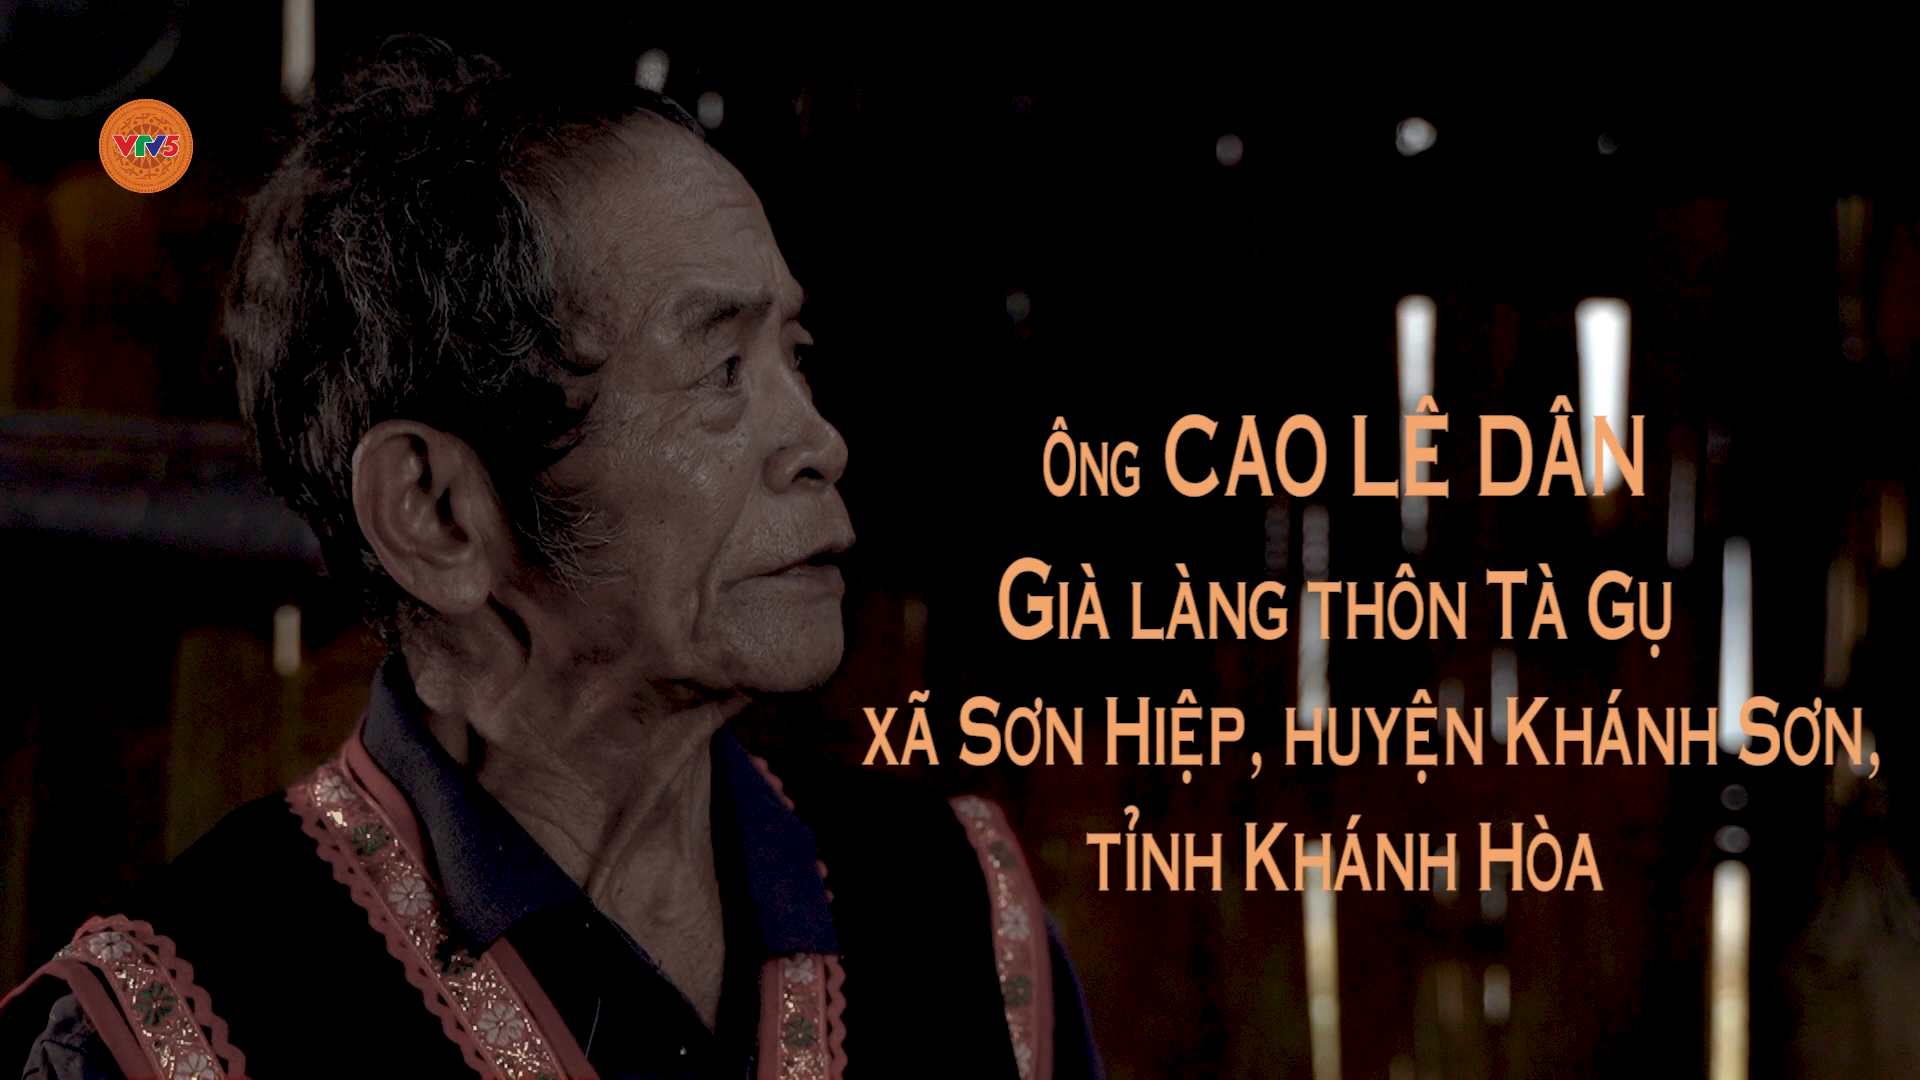 VTV5
Ông CAO LÊ DÂN
Già làng thôn Tà Gụ
xã Sơn Hiệp, huyện Khánh Sơn,
tỉnh Khánh Hòa